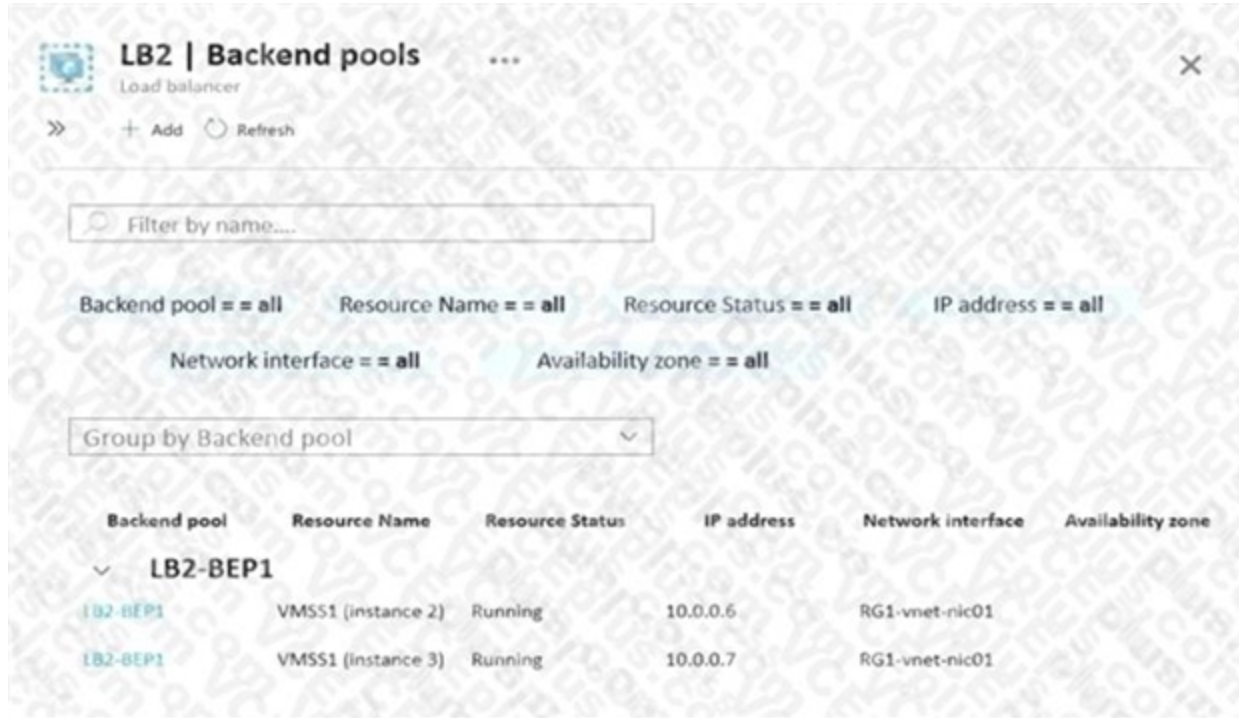 LB2 | Backend pools ...
Load balancer
+ Add Refresh
Filter by name....
Backend pool = = all Resource Name = = all Resource Status = = all IP address = = all
Network interface = = all Availability zone = = all
Group by Backend pool
Backend pool Resource Name Resource Status IP address Network interface Availability zone
LB2-BEP1
LB2-BEP1 VMSS1 (instance 2) Running 10.0.0.6 RG1-vnet-nic01
LB2-BEP1 VMSS1 (instance 3) Running 10.0.0.7 RG1-vnet-nic01